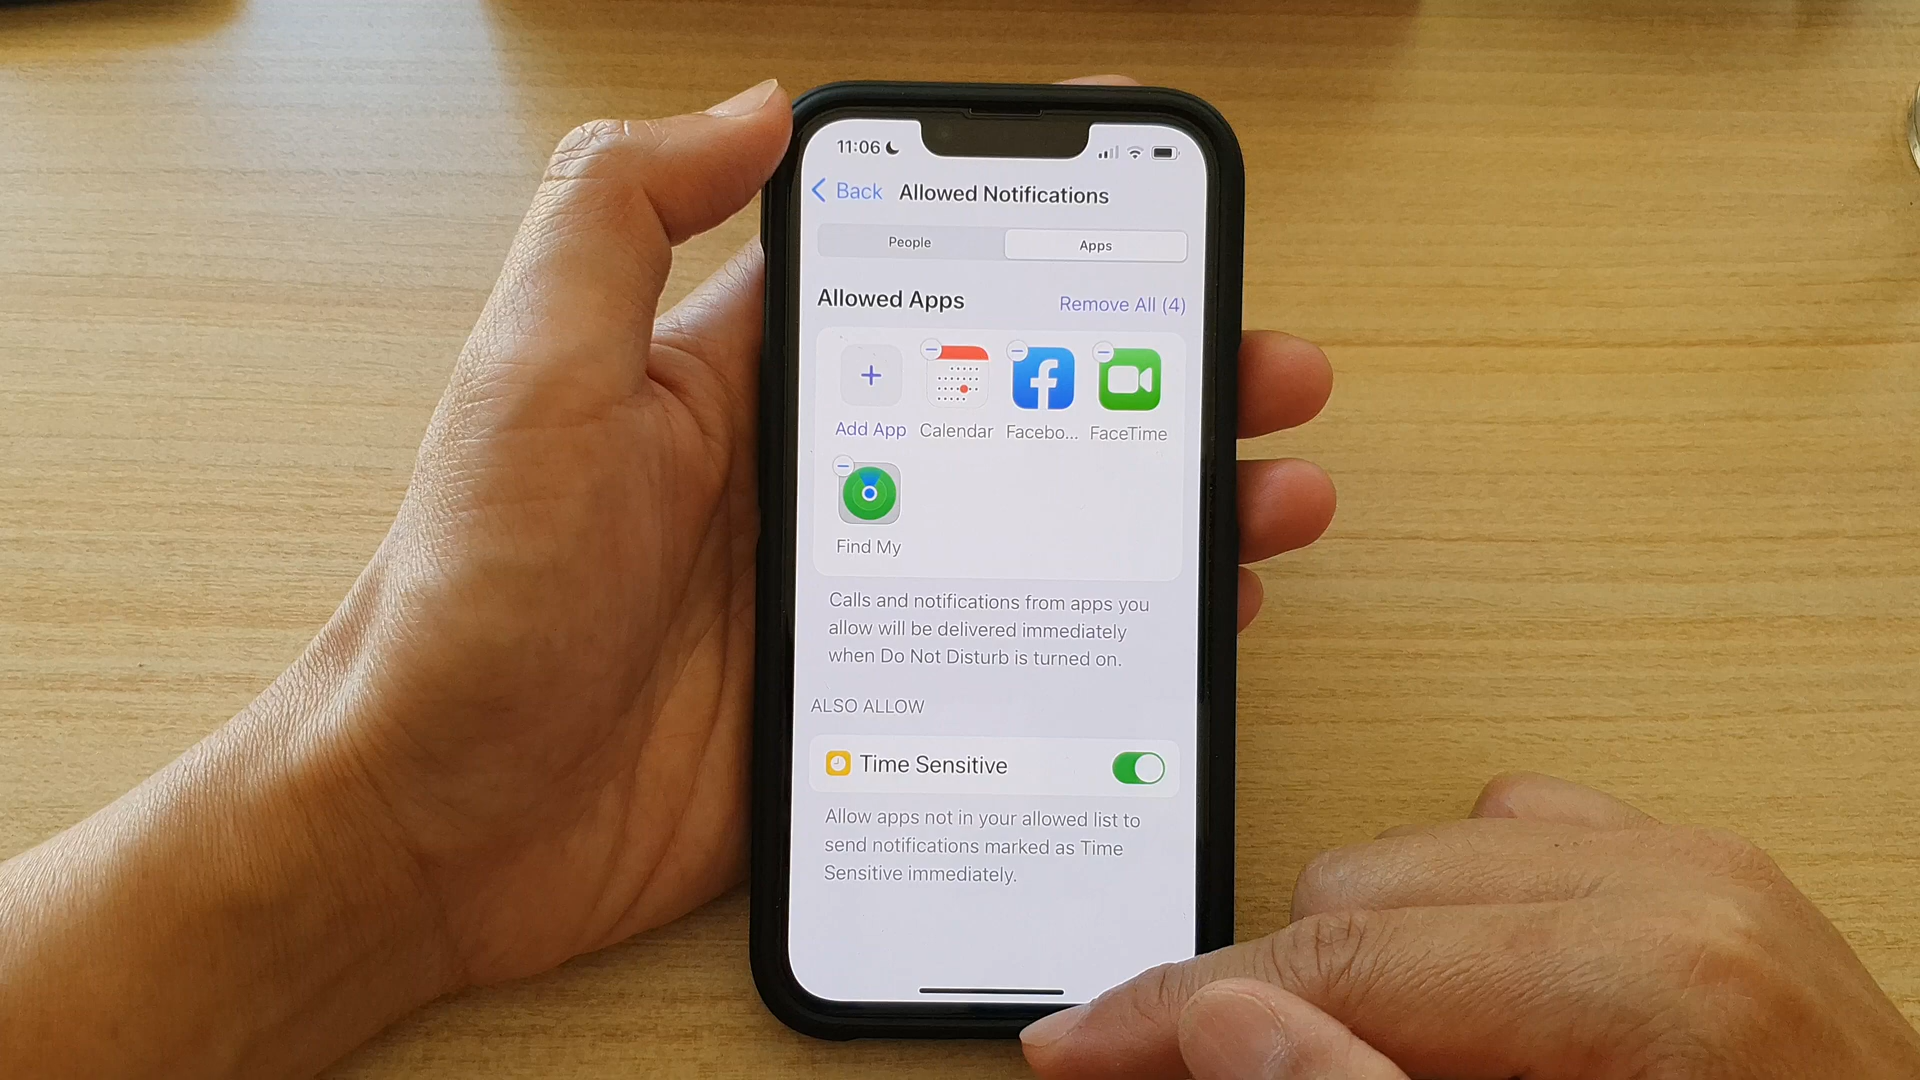 11:06
Back Allowed Notifications
People Apps
Allowed Apps Remove All (4)
+
Add App Calendar Facebo... FaceTime
Find My
Calls and notifications from apps you
allow will be delivered immediately
when Do Not Disturb is turned on.
ALSO ALLOW
Time Sensitive
Allow apps not in your allowed list to
send notifications marked as Time
Sensitive immediately.